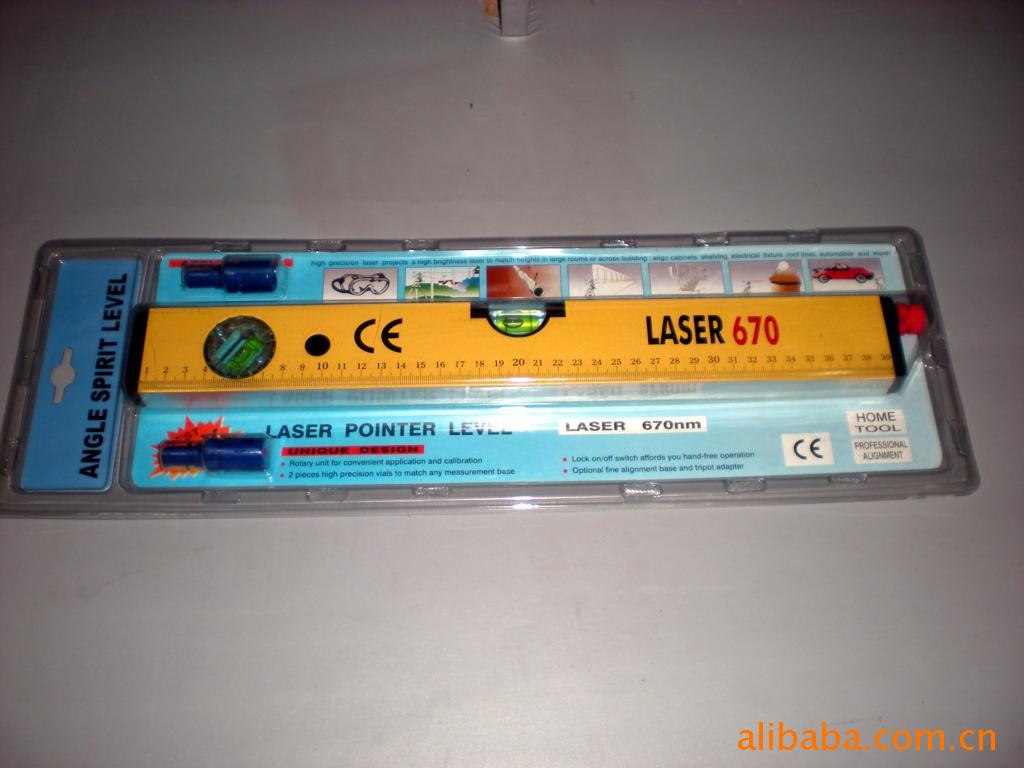 ANGLE SPIRIT LEVEL
high precision laser projects a high brightness laser to match heights in large rooms or across building : align cabinets, shelving, electrical fixture, roof lines, automobile and more!
CE
LASER 670
1 2 3 4 8 9 10 11 12 13 14 15 16 17 18 19 20 21 22 23 24 25 26 27 28 29 30 31 32 33 34 35 36 37 38 39
LASER POINTER LEVEL
LASER 670nm
HOME
TOOL
UNIQUE DESIGN
CE
PROFESSIONAL
ALIGNMENT
• Rotary unit for convenient application and calibration
• 2 pieces high precision vials to match any measurement base
• Lock on/off switch affords you hand-free operation
• Optional fine alignment base and tripot adapter
alibaba.com.cn